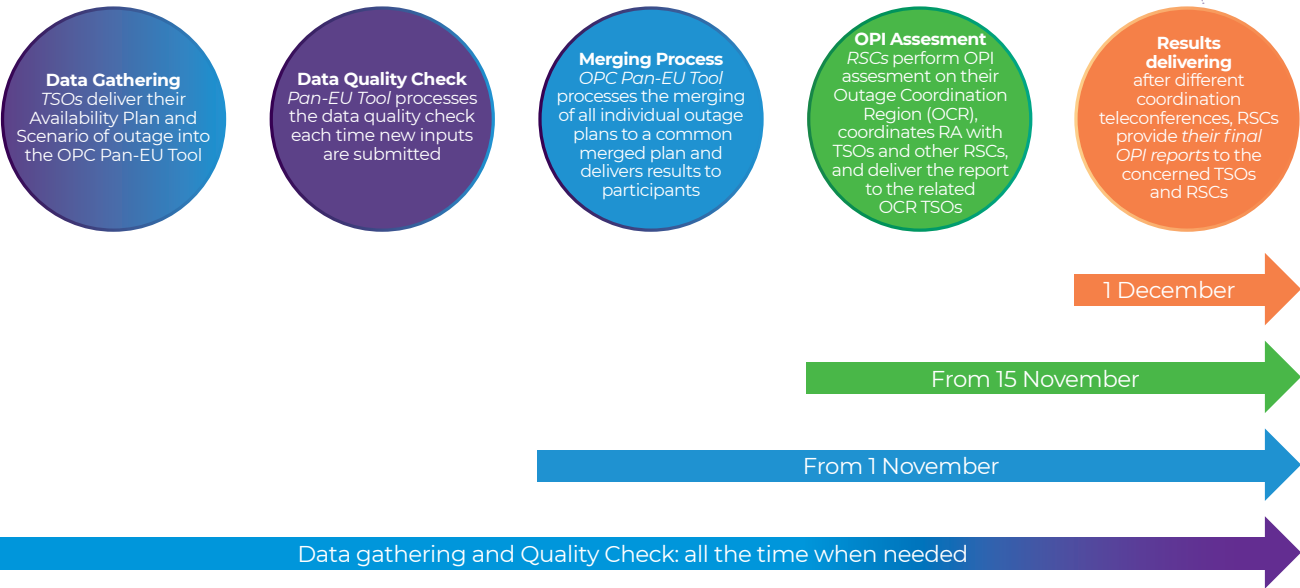 Data Gathering
TSOs deliver their
Availability Plan and
Scenario of outage into
the OPC Pan-EU Tool
Data Quality Check
Pan-EU Tool processes
the data quality check
each time new inputs
are submitted
Merging Process
OPC Pan-EU Tool
processes the merging
of all individual outage
plans to a common
merged plan and
delivers results to
participants
OPI Assesment
RSCs perform OPI
assesment on their
Outage Coordination
Region (OCR),
coordinates RA with
TSOs and other RSCs,
and deliver the report
to the related
OCR TSOs
Results
delivering
after different
coordination
teleconferences, RSCs
provide their final
OPI reports to the
concerned TSOs
and RSCs
1 December
From 15 November
From 1 November
Data gathering and Quality Check: all the time when needed